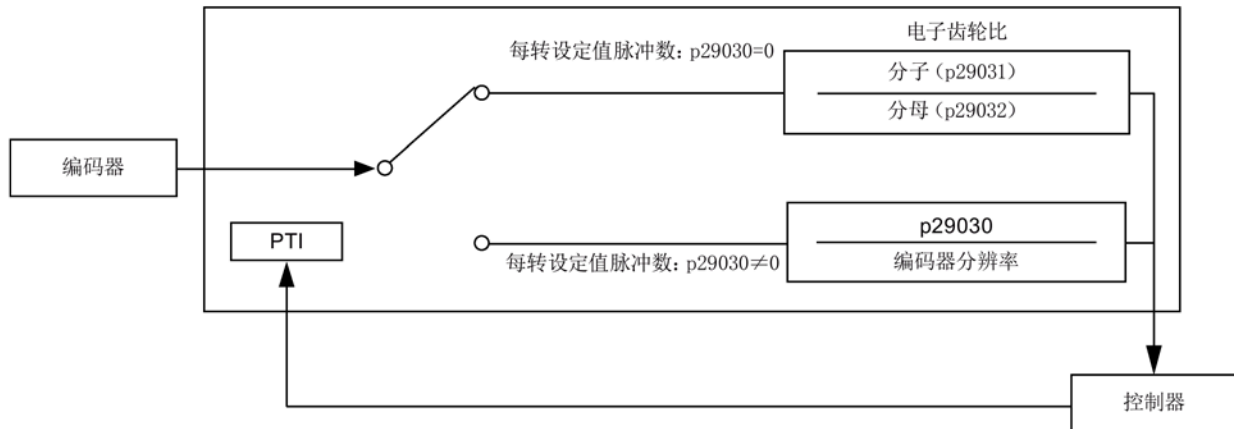 电子齿轮比
每转设定值脉冲数: p29030=0
分子(p29031)
分母(p29032)
编码器
PTI
p29030
每转设定值脉冲数: p29030≠0
编码器分辨率
控制器